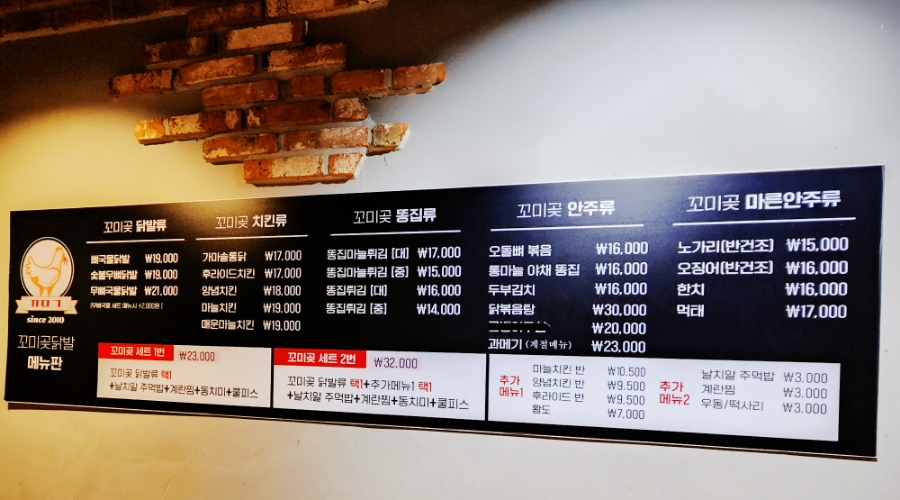 since 2010
꼬미곳닭발
메뉴판
꼬미곳 닭발류
뼈국물닭발 ₩19,000
숯불무뼈닭발 ₩19,000
무뼈국물닭발 ₩21,000
꼬미곳 치킨류
가마솥통닭 ₩17,000
후라이드치킨 ₩17,000
양념치킨 ₩18,000
마늘치킨 ₩19,000
매운마늘치킨 ₩19,000
꼬미곳 똥집류
똥집마늘튀김 [대] ₩17,000
똥집마늘튀김 [중] ₩15,000
똥집튀김 [대] ₩16,000
똥집튀김 [중] ₩14,000
꼬미곳 안주류
오돌뼈 볶음 ₩16,000
통마늘 야채 똥집 ₩16,000
두부김치 ₩16,000
닭볶음탕 ₩30,000
₩20,000
과메기 (계절메뉴) ₩23,000
꼬미곳 마른안주류
노가리(반건조) ₩15,000
오징어(반건조) ₩16,000
한치 ₩16,000
먹태 ₩17,000
꼬미곳 세트 1번 ₩23,000
꼬미곳 닭발류 택1
+날치알 주먹밥+계란찜+동치미+쿨피스
꼬미곳 세트 2번 ₩32,000
꼬미곳 닭발류 택1+추가메뉴1 택1
+날치알 주먹밥+계란찜+동치미+쿨피스
추가
메뉴1
마늘치킨 반 ₩10.500
양념치킨 반 ₩9.500
후라이드 반 ₩9.500
황도 ₩7.000
추가
메뉴2
날치알 주먹밥 ₩3.000
계란찜 ₩3.000
우동/떡사리 ₩3.000